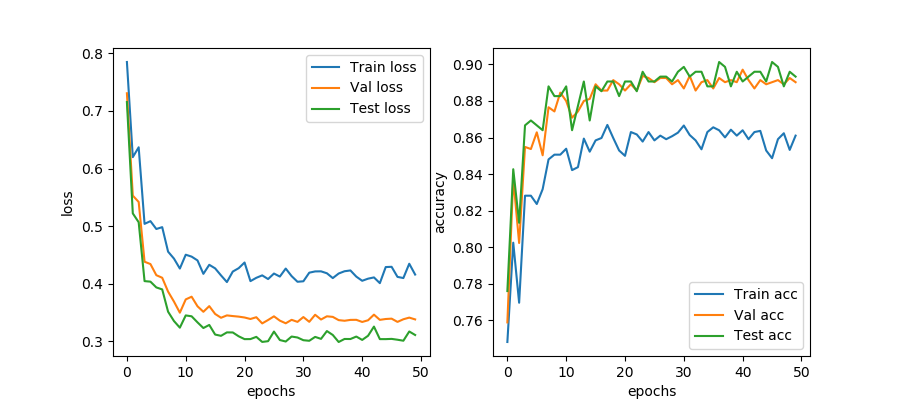 0.8
0.7
0.6
0.5
0.4
0.3
loss
0 10 20 30 40 50
epochs
Train loss
Val loss
Test loss
0.90
0.88
0.86
0.84
0.82
0.80
0.78
0.76
accuracy
0 10 20 30 40 50
epochs
Train acc
Val acc
Test acc